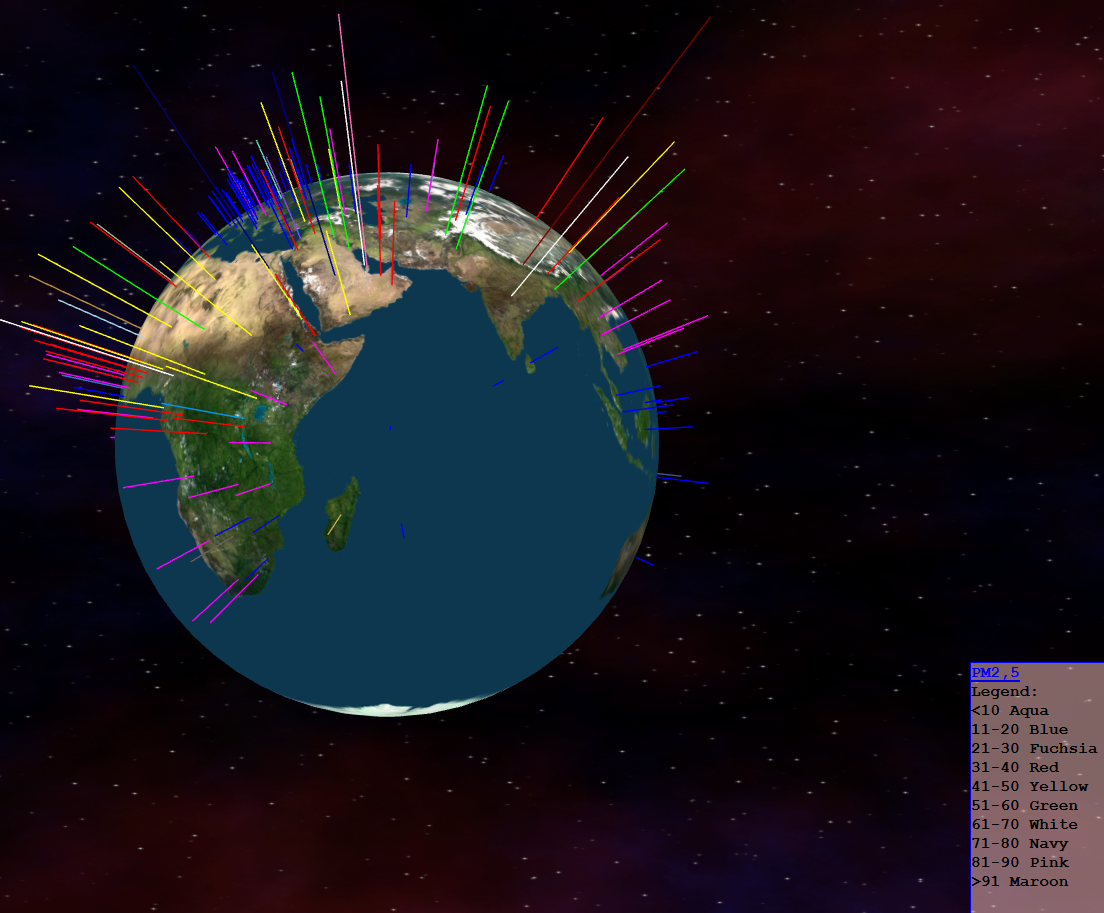 PM2,5
Legend:
<10 Aqua
11-20 Blue
21-30 Fuchsia
31-40 Red
41-50 Yellow
51-60 Green
61-70 White
71-80 Navy
81-90 Pink
>91 Maroon